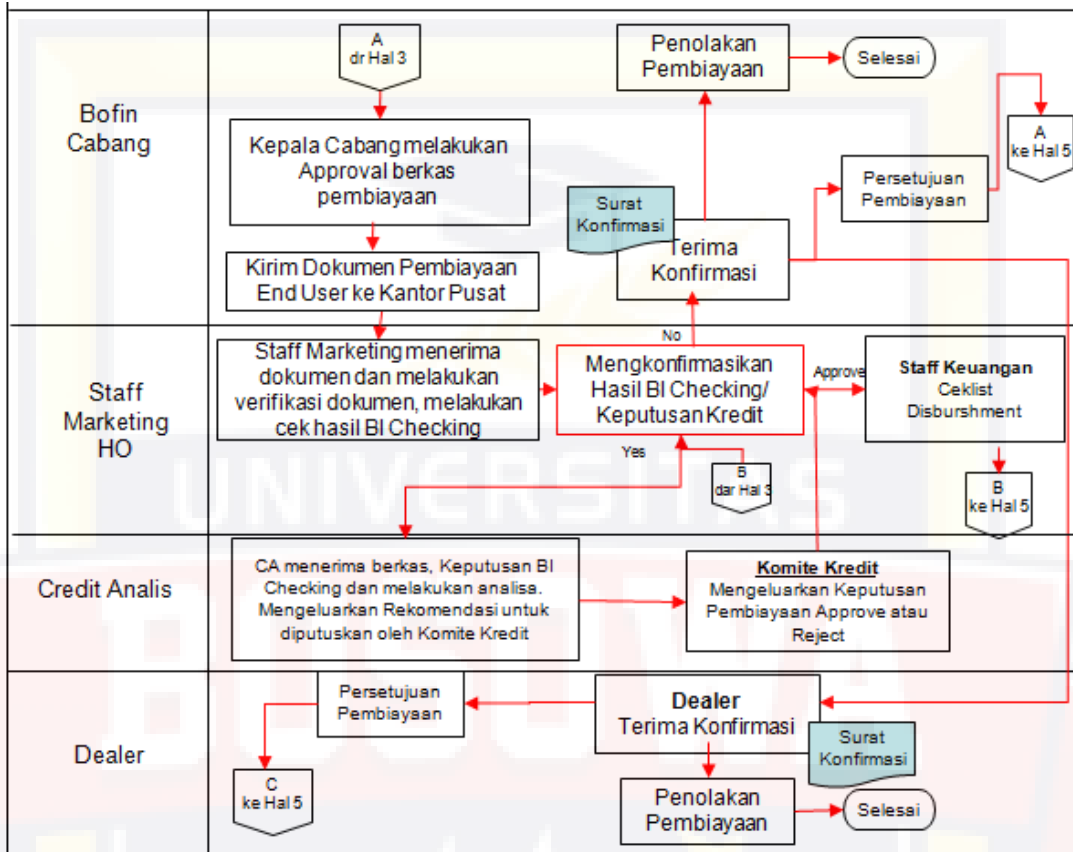 Bofin
Cabang
A
dr Hal 3
Kepala Cabang melakukan
Approval berkas
pembiayaan
Kirim Dokumen Pembiayaan
End User ke Kantor Pusat
Penolakan
Pembiayaan
Selesai
Surat
Konfirmasi
Terima
Konfirmasi
Persetujuan
Pembiayaan
A
ke Hal 5
Staff
Marketing
HO
Staff Marketing menerima
dokumen dan melakukan
verifikasi dokumen, melakukan
cek hasil BI Checking
No
Mengkonfirmasikan
Hasil BI Checking/
Keputusan Kredit
Yes
Approve
Staff Keuangan
Ceklist
Disburshment
B
dar Hal 3
B
ke Hal 5
UNIVERSITAS
Credit Analis
CA menerima berkas, Keputusan BI
Checking dan melakukan analisa.
Mengeluarkan Rekomendasi untuk
diputuskan oleh Komite Kredit
Komite Kredit
Mengeluarkan Keputusan
Pembiayaan Approve atau
Reject
BOSOWA
Dealer
Persetujuan
Pembiayaan
C
ke Hal 5
Dealer
Terima Konfirmasi
Surat
Konfirmasi
Penolakan
Pembiayaan
Selesai